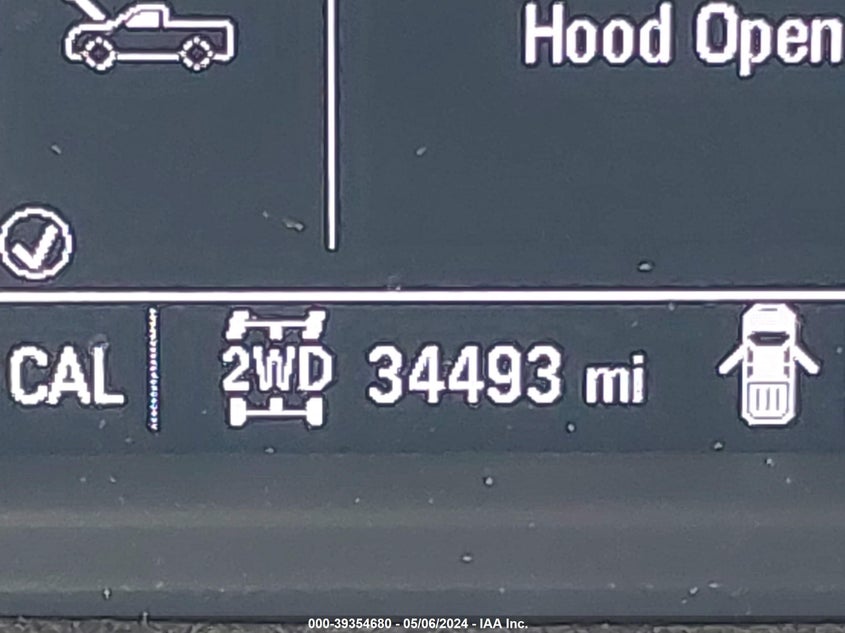 Hood Open
CAL 2WD 34493 mi
000-39354680 - 05/06/2024 - IAA Inc.